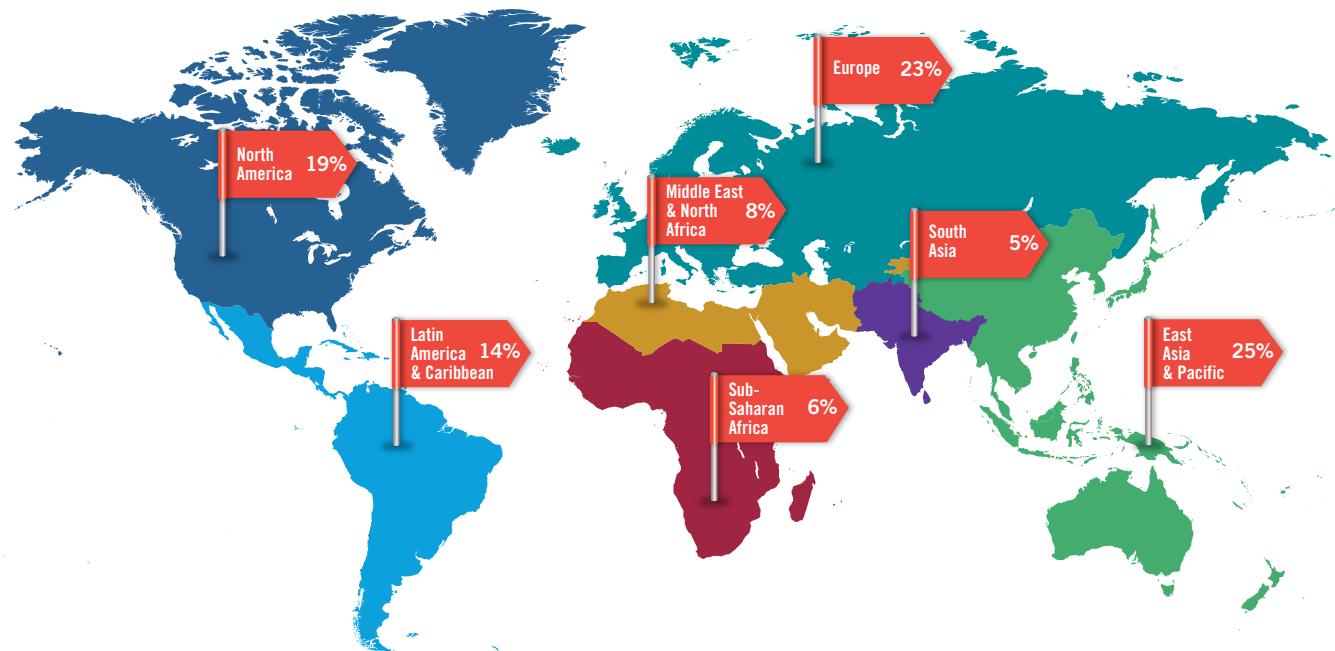 Europe 23%
North
America 19%
Middle East
& North
Africa 8%
South
Asia 5%
Latin
America
& Caribbean 14%
East
Asia
& Pacific 25%
Sub-
Saharan
Africa 6%